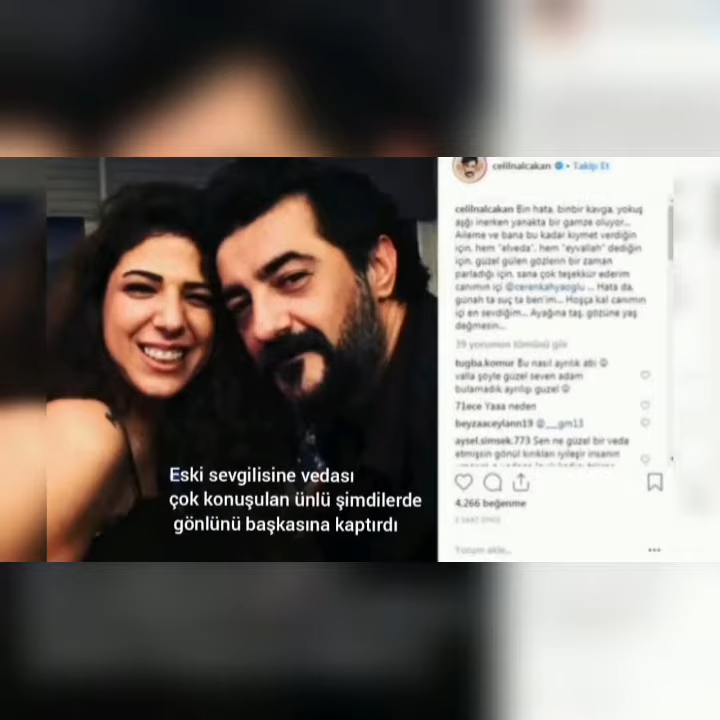 celilnalcakan • Takip Et
celilnalcakan Bin hata, binbir kavga, yokuş
aşğı inerken yanakta bir gamze oluyor...
Aileme ve bana bu kadar kıymet verdiğin
için, hem "elveda", hem "eyvallah" dediğin
için, güzel gülen gözlerin bir zaman
parladığı için, sana çok teşekkür ederim
canımın içi @cerenkahyaoglu ... Hata da,
günah ta suç ta ben'im... Hoşça kal canımın
içi en sevdiğim... Ayağına taş, gözüne yaş
değmesin...
39 yorumun tümünü gör
tugba.komur Bu nasıl ayrılık abi
valla şöyle güzel seven adam
bulamadık ayrılıp guzel
71ece Yaaa neden
beyzaaceylann19 @__gm13
aysel.simsek.773 Sen ne güzel bir veda
etmişsin gönül kırıkları iyileşir insanın
4.266 beğenme
2 SAAT ÖNCE
Yorum ekle...
Eski sevgilisine vedası
çok konuşulan ünlü şimdilerde
gönlünü başkasına kaptırdı